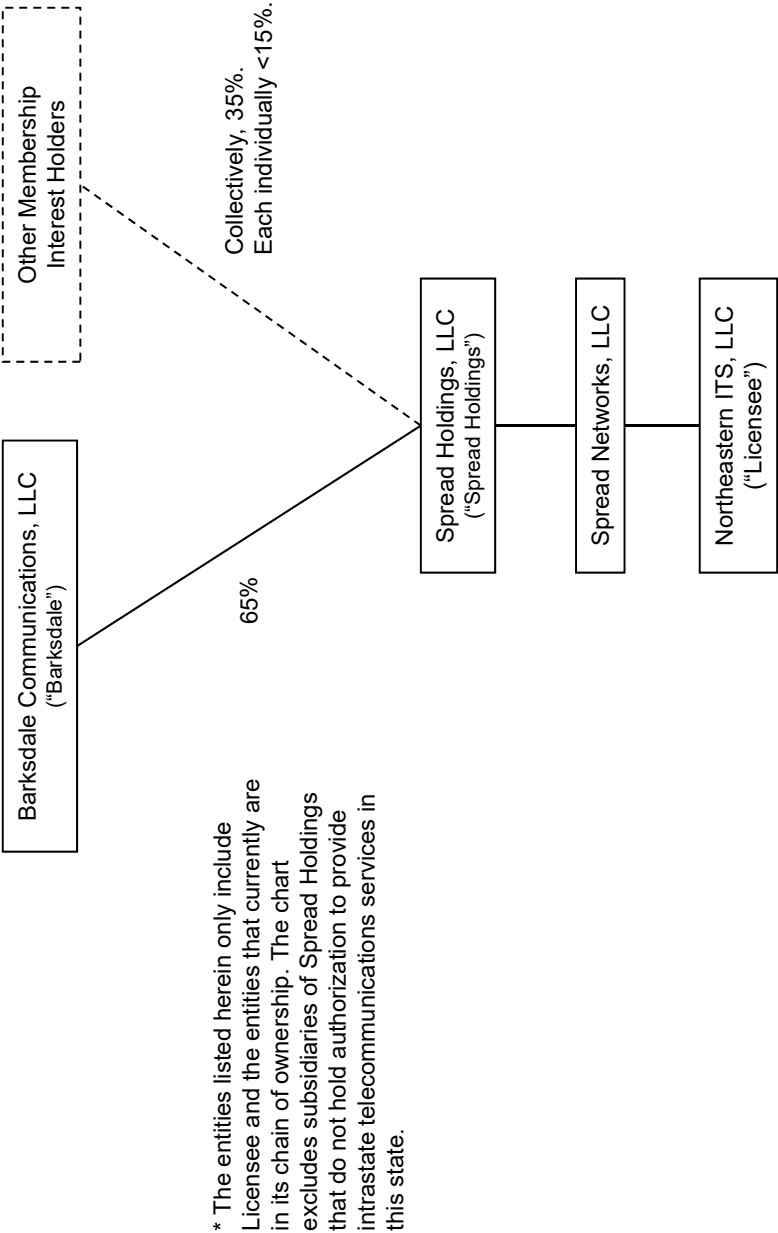 Barksdale Communications, LLC
(“Barksdale”)
Other Membership
Interest Holders
65%
Collectively, 35%.
Each individually <15%.
* The entities listed herein only include
Licensee and the entities that currently are
in its chain of ownership. The chart
excludes subsidiaries of Spread Holdings
that do not hold authorization to provide
intrastate telecommunications services in
this state.
Spread Holdings, LLC
(“Spread Holdings”)
Spread Networks, LLC
Northeastern ITS, LLC
(“Licensee”)